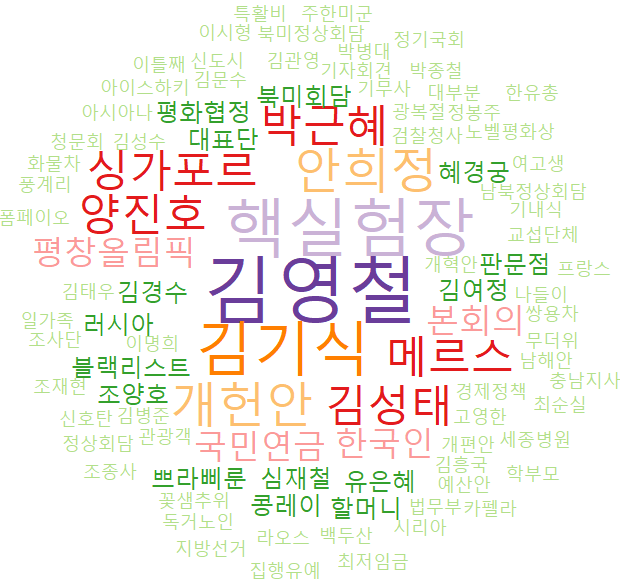 특활비 주한미군
이시형 북미정상회담 정기국회
김관영 박병대
이틀째 신도시 기자회견 박종철
아이스하키 김문수 북미회담 기무사 대부분 한유총
아시아나 평화협정 박근혜 광복절 정봉주
청문회 김성수 대표단 검찰청사 노벨평화상
화물차 싱가포르 안희정 혜경궁 여고생
풍계리 남북정상회담
폼페이오 양진호 핵실험장 기내식
평창올림픽 교섭단체
개혁안 판문점 프랑스
김태우 김경수 김영철 김여정 나들이
일가족 러시아 본회의 쌍용차
조사단 이명희 김기식 메르스 무더위
블랙리스트 남해안
조재현 조양호 개헌안 김성태 경제정책 충남지사
신호탄 김병준 고영한 최순실
정상회담 관광객 국민연금 한국인 개편안 세종병원
조종사 쁘라삐룬 심재철 유은혜 김흥국 학부모
예산안
꽃샘추위 콩레이 할머니 법무부 카펠라
독거노인 시리아
지방선거 라오스 백두산
집행유예 최저임금